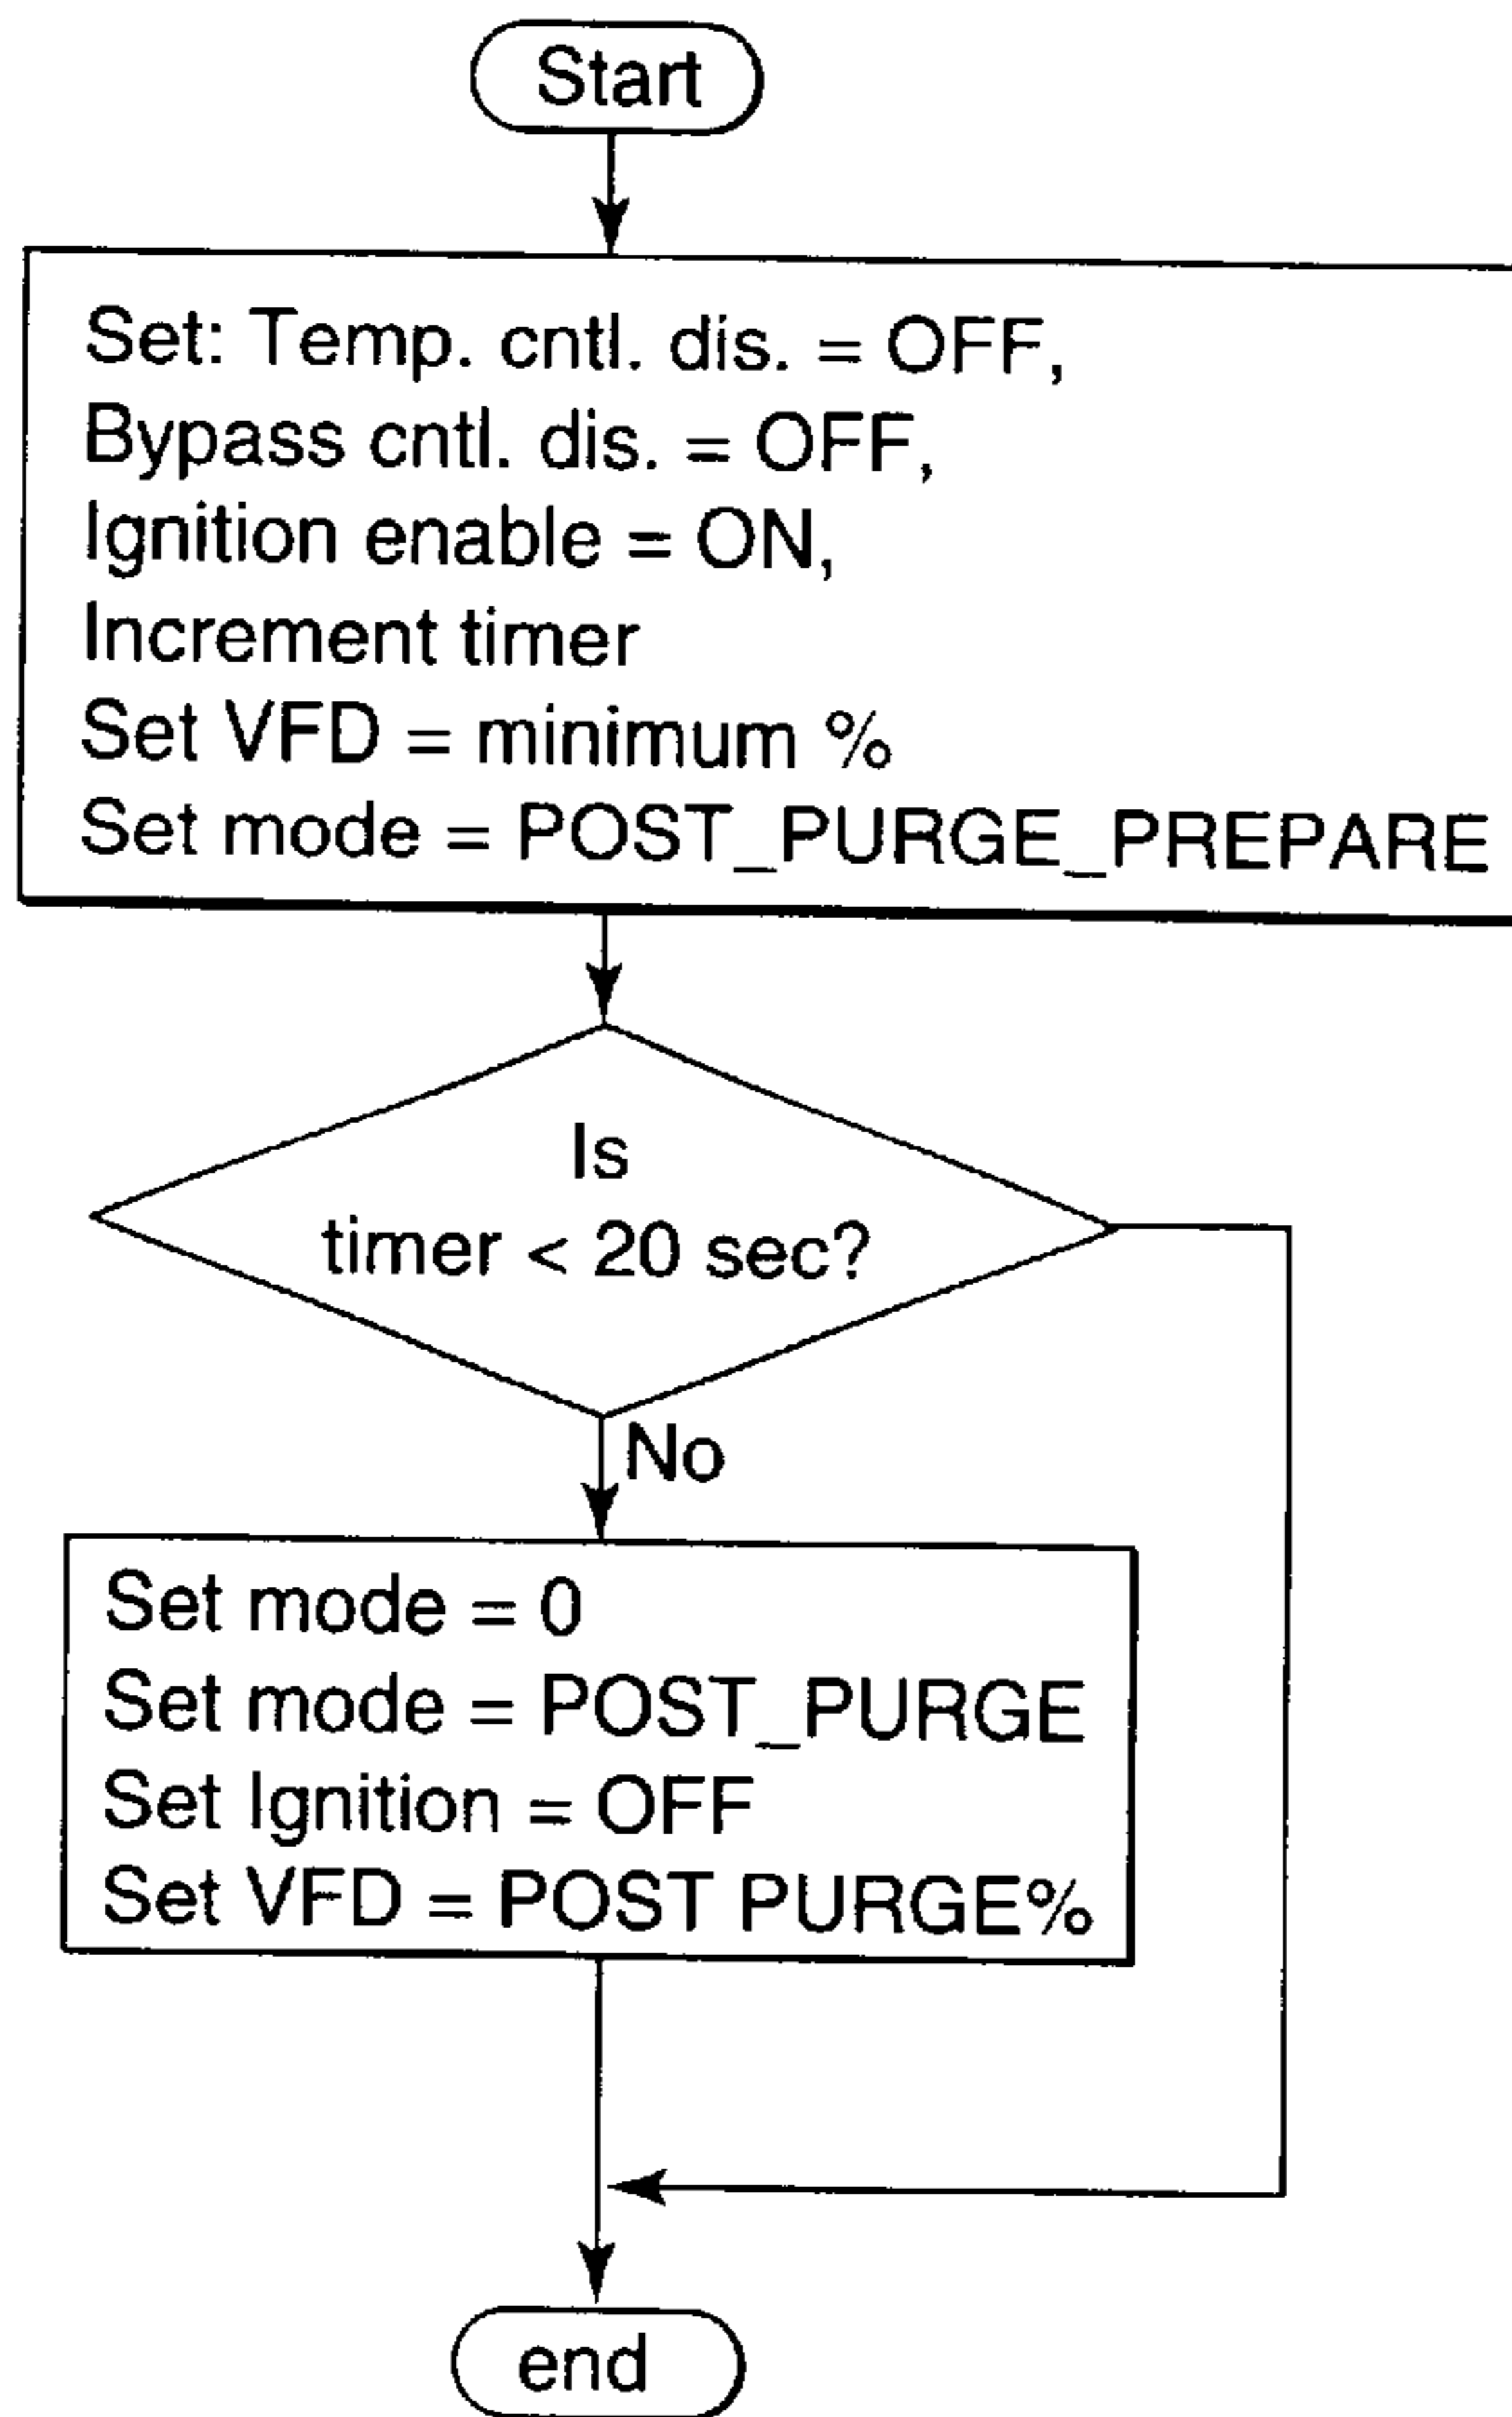 Start
Set: Temp. cntl. dis. = OFF,
Bypass cntl. dis. = OFF,
Ignition enable = ON,
Increment timer
Set VFD = minimum %
Set mode = POST_PURGE_PREPARE
Is
timer < 20 sec?
No
Set mode = 0
Set mode = POST_PURGE
Set Ignition = OFF
Set VFD = POST PURGE%
end